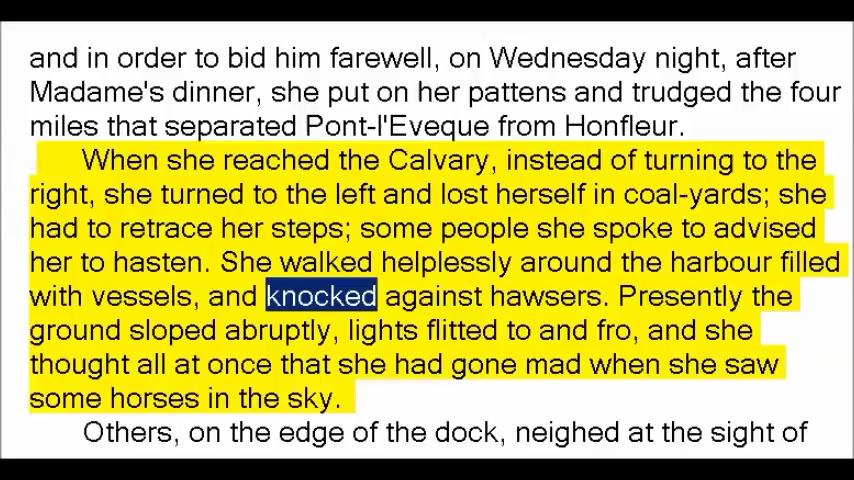 and in order to bid him farewell, on Wednesday night, after
Madame's dinner, she put on her pattens and trudged the four
miles that separated Pont-l'Eveque from Honfleur.
When she reached the Calvary, instead of turning to the
right, she turned to the left and lost herself in coal-yards; she
had to retrace her steps; some people she spoke to advised
her to hasten. She walked helplessly around the harbour filled
with vessels, and knocked against hawsers. Presently the
ground sloped abruptly, lights flitted to and fro, and she
thought all at once that she had gone mad when she saw
some horses in the sky.
Others, on the edge of the dock, neighed at the sight of